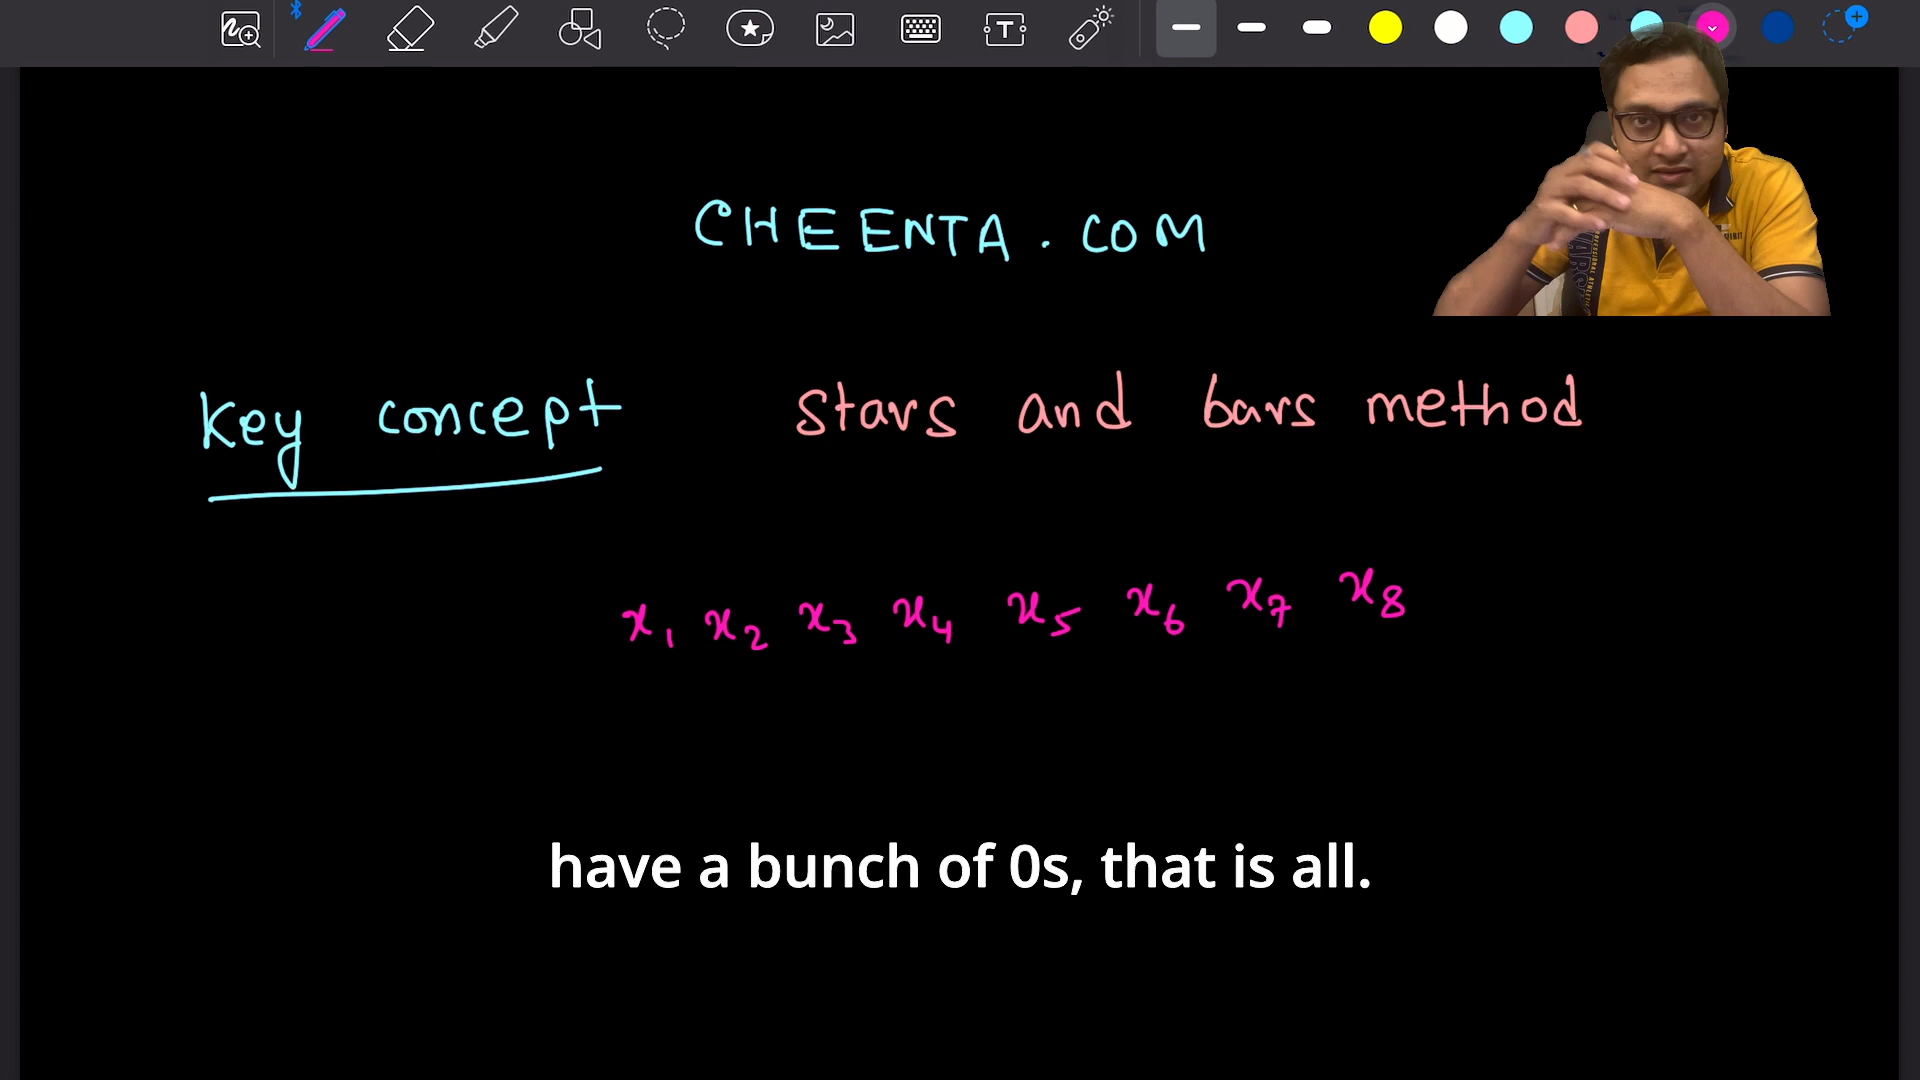 CHEENTA.COM
key concept stars and bars method
x₁ x₂ x₃ x₄ x₅ x₆ x₇ x₈
have a bunch of 0s, that is all.